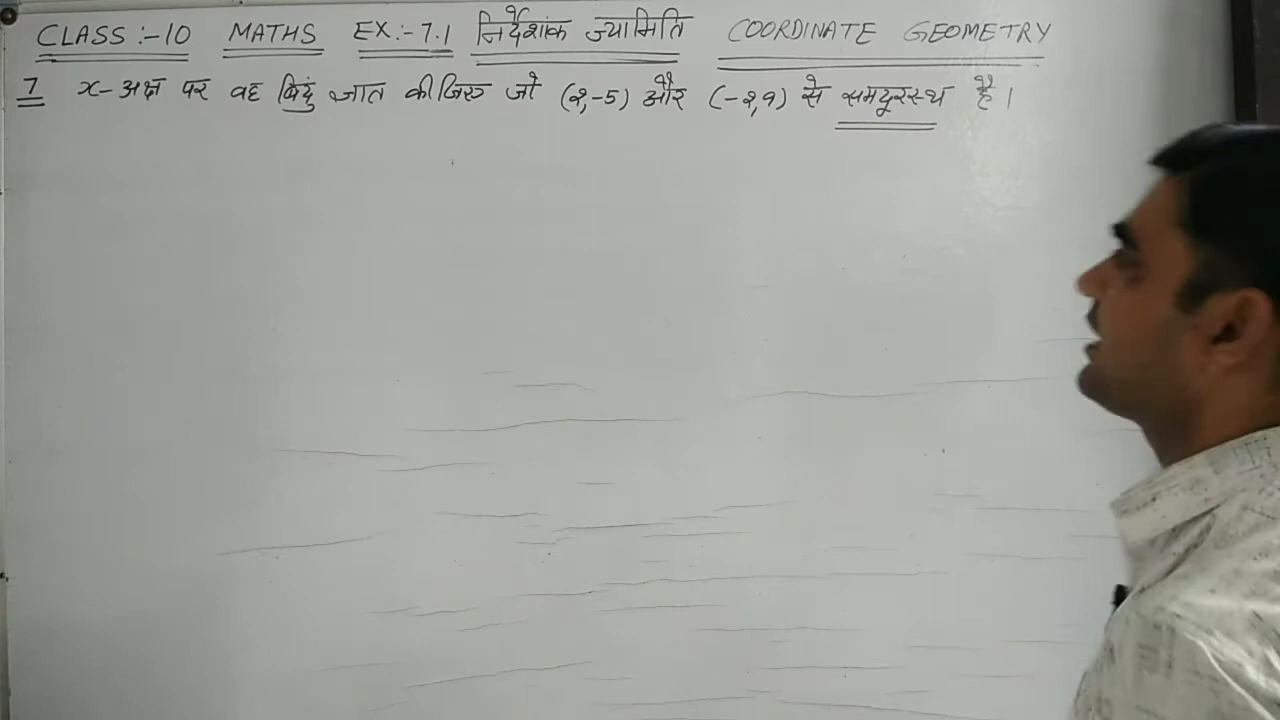 CLASS :- 10 MATHS EX :- 7.1 निर्देशांक ज्यामिति COORDINATE GEOMETRY
7 x- अक्ष पर वह बिंदु ज्ञात कीजिए जो (2,-5) और (-2,9) से समदूरस्थ है।